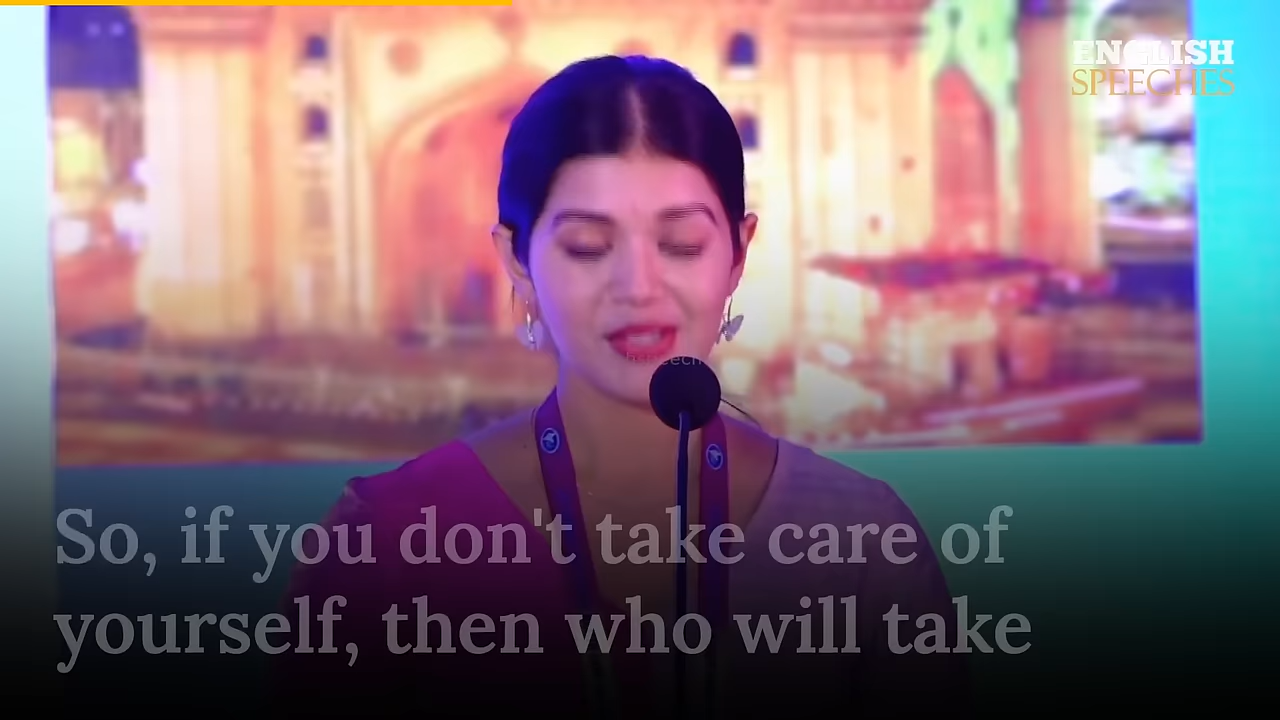 ENGLISH
SPEECHES
So, if you don't take care of
yourself, then who will take